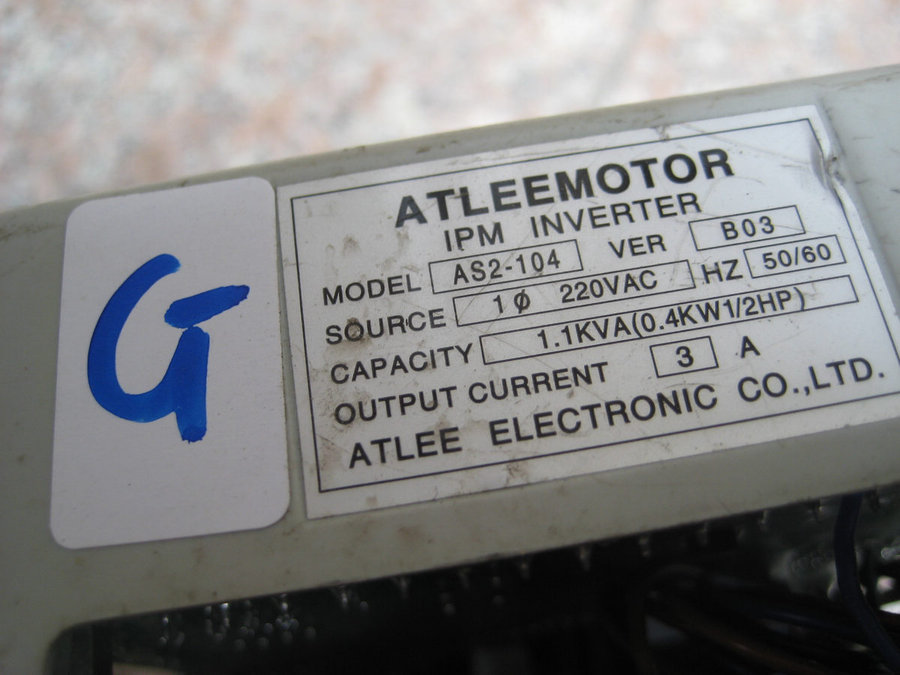 G
ATLEEMOTOR
IPM INVERTER
MODEL AS2-104 VER B03
SOURCE 1Ø 220VAC HZ 50/60
CAPACITY 1.1KVA(0.4KW1/2HP)
OUTPUT CURRENT 3 A
ATLEE ELECTRONIC CO.,LTD.